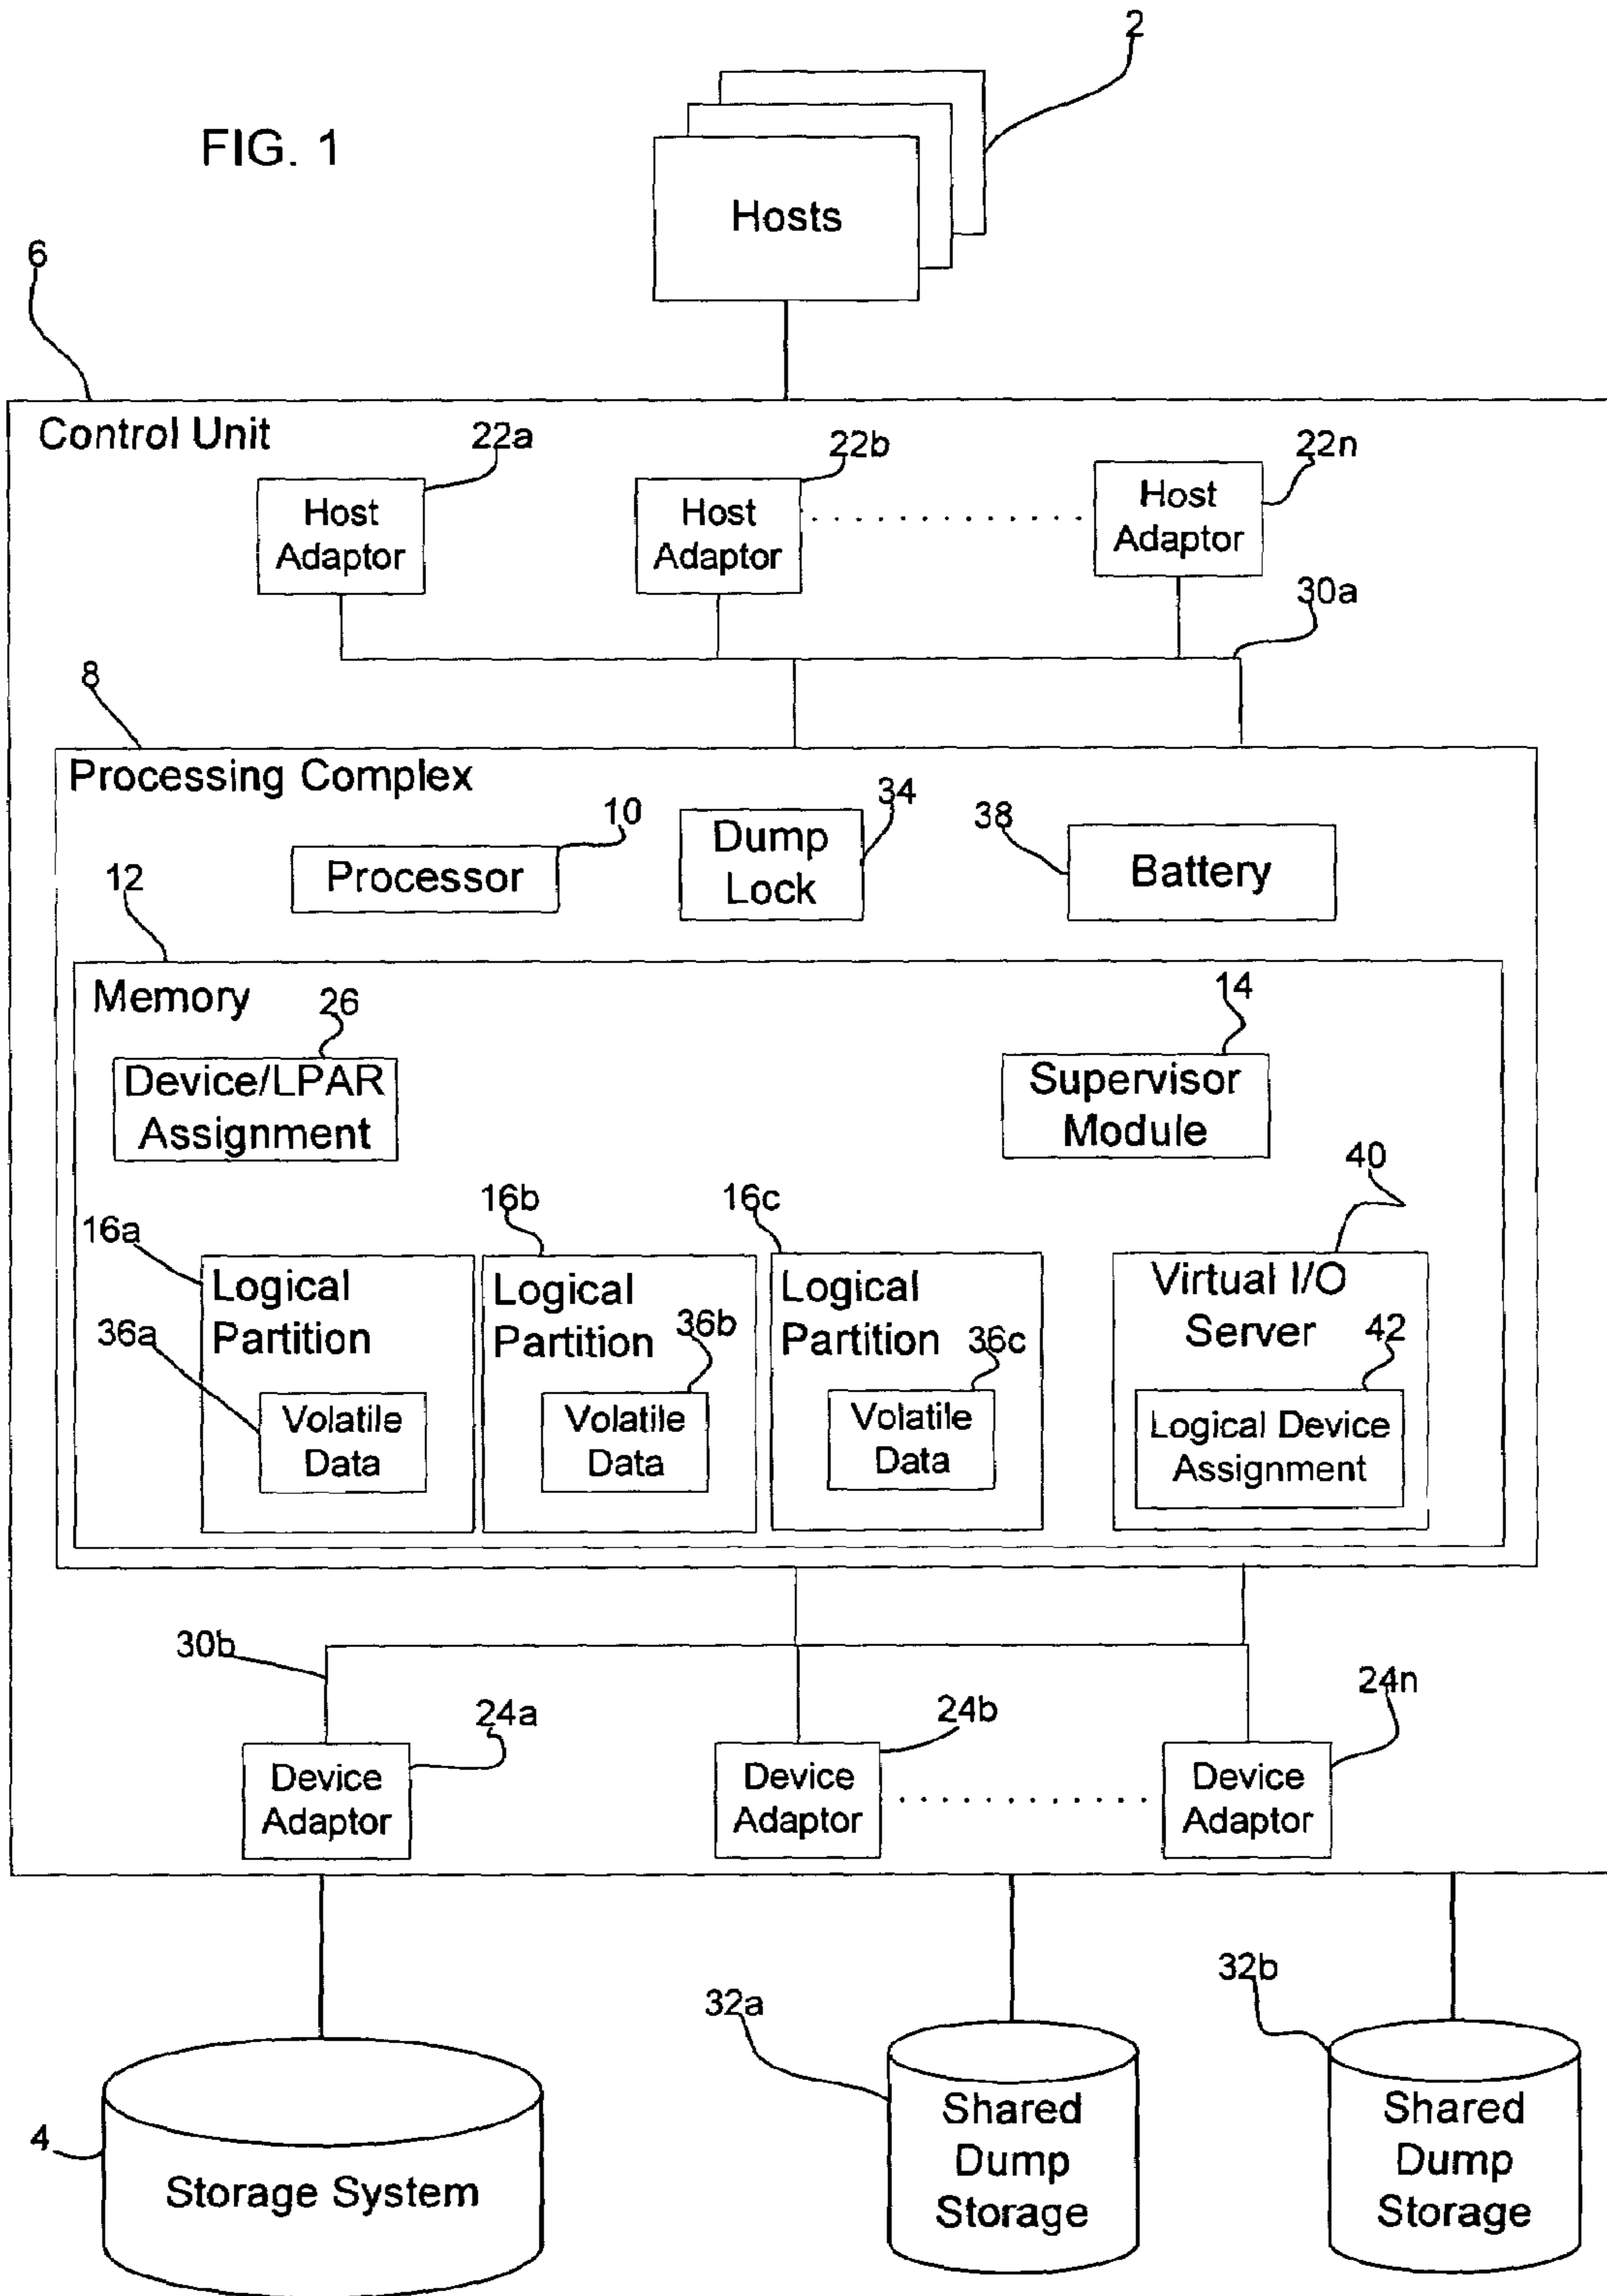 2
FIG. 1
Hosts
6
Control Unit
22a
22b
22n
Host
Adaptor
Host
Adaptor
Host
Adaptor
30a
8
Processing Complex
10
34
38
Processor
Dump
Lock
Battery
12
Memory
26
14
Device/LPAR
Assignment
Supervisor
Module
40
16a
16b
16c
Logical
Partition
Logical
Partition
Logical
Partition
Virtual I/O
Server
36a
36b
36c
42
Volatile
Data
Volatile
Data
Volatile
Data
Logical Device
Assignment
30b
24a
24b
24n
Device
Adaptor
Device
Adaptor
Device
Adaptor
32a
32b
4
Storage System
Shared
Dump
Storage
Shared
Dump
Storage